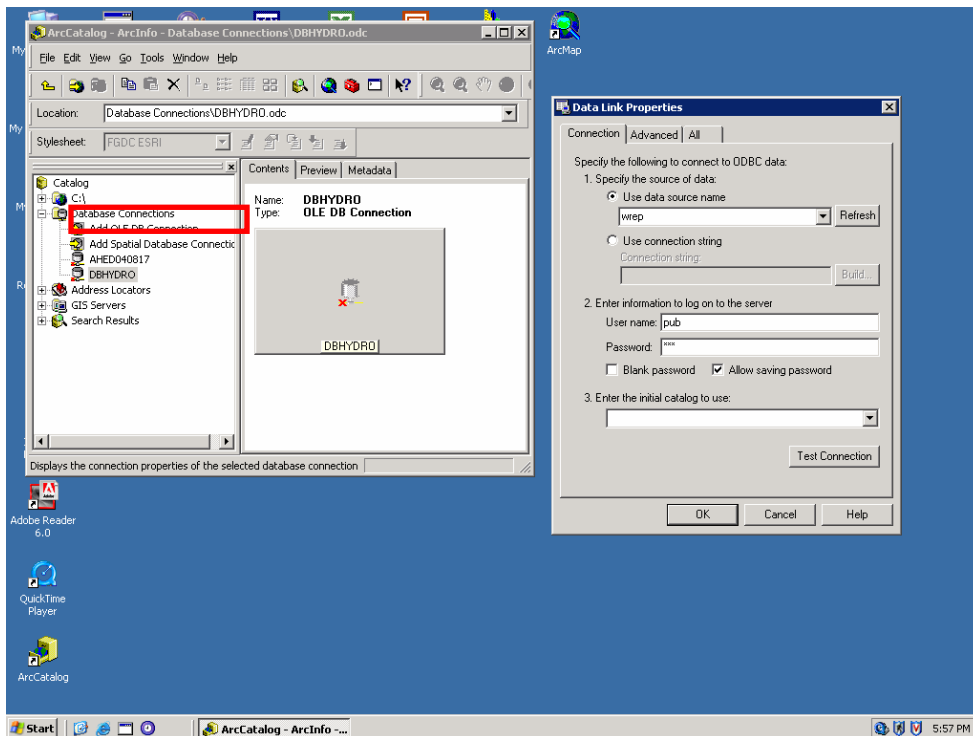 ArcCatalog - ArcInfo - Database Connections\DBHYDRO.odc
File Edit View Go Tools Window Help
Location: Database Connections\DBHYDRO.odc
Stylesheet: FGDC ESRI
Catalog
C:\
Database Connections
Add OLE DB Connection
Add Spatial Database Connectic
AHED040817
DBHYDRO
Address Locators
GIS Servers
Search Results
Contents Preview Metadata
Name: DBHYDRO
Type: OLE DB Connection
DBHYDRO
Displays the connection properties of the selected database connection
ArcMap
Data Link Properties
Connection Advanced All
Specify the following to connect to ODBC data:
1. Specify the source of data:
Use data source name
wrep Refresh
Use connection string
Connection string:
Build...
2. Enter information to log on to the server
User name: pub
Password: ***
Blank password Allow saving password
3. Enter the initial catalog to use:
Test Connection
OK Cancel Help
My
My
Adobe Reader
6.0
QuickTime
Player
ArcCatalog
Start ArcCatalog - ArcInfo -... 5:57 PM